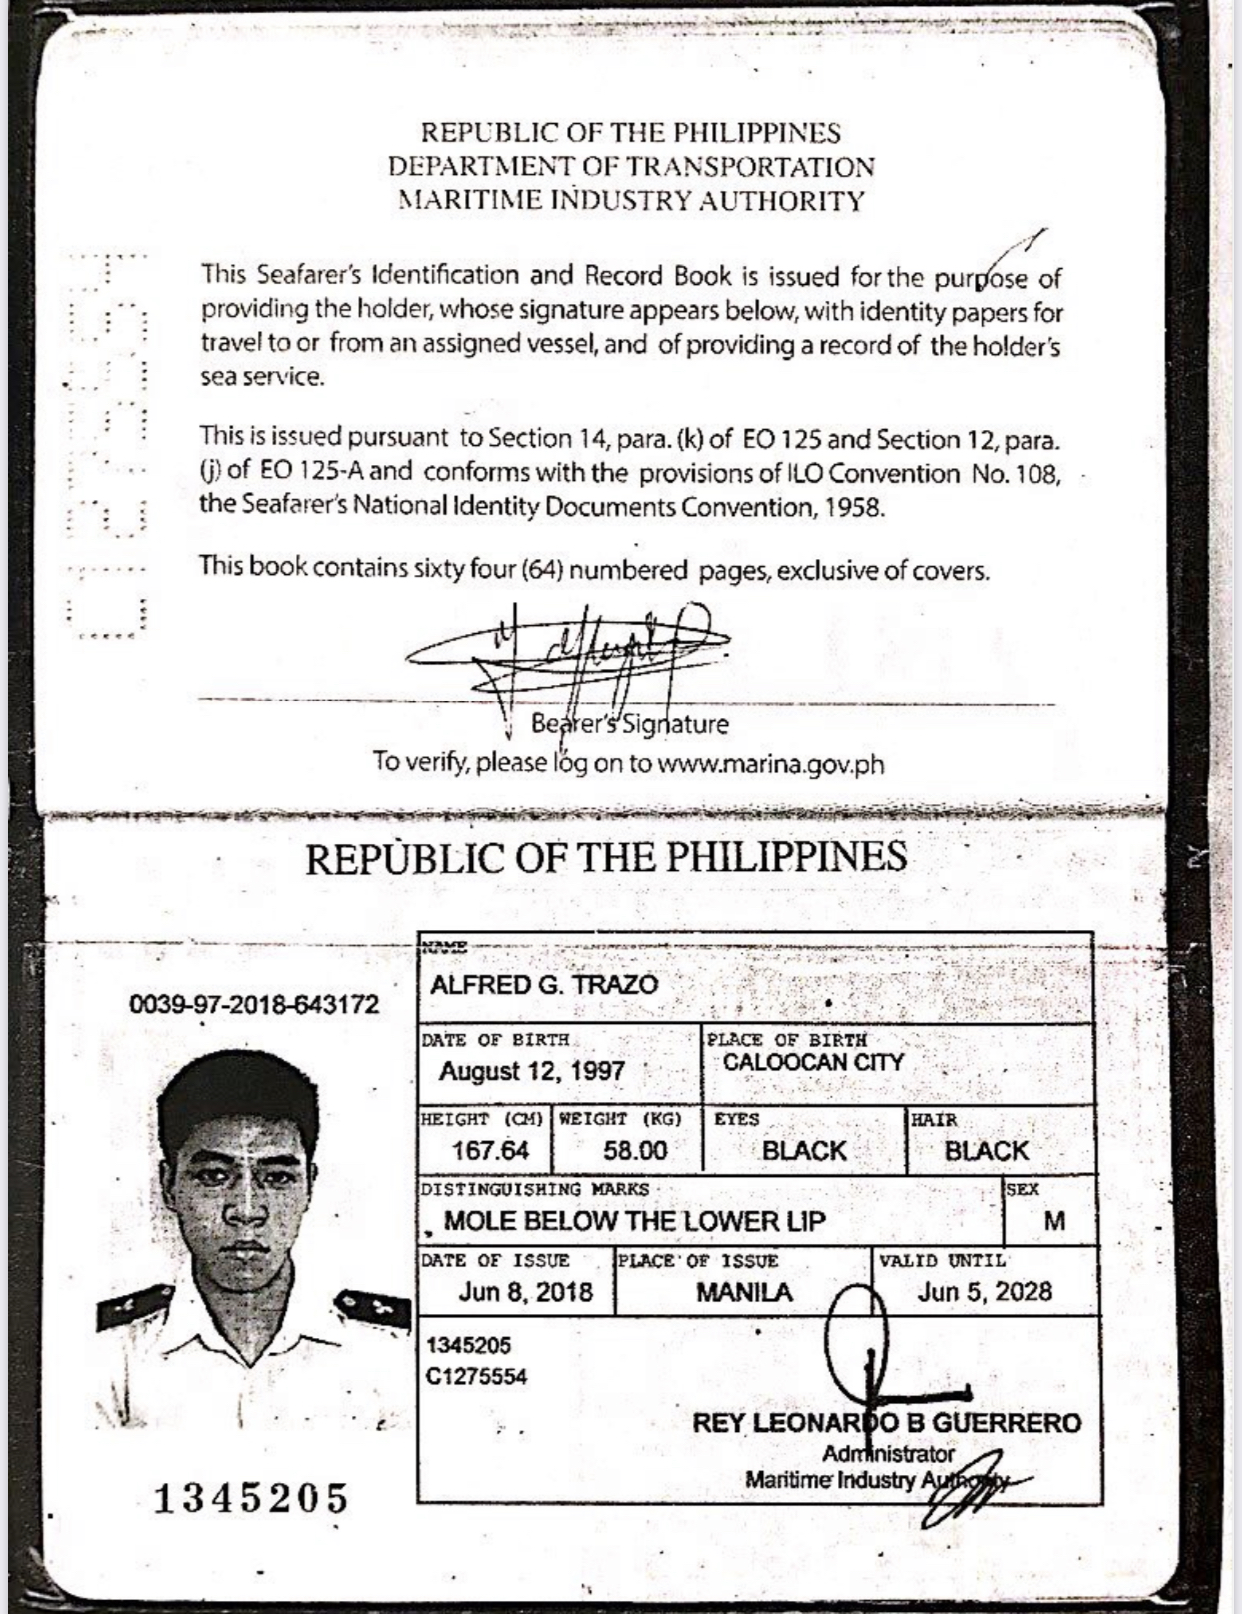 REPUBLIC OF THE PHILIPPINES
DEPARTMENT OF TRANSPORTATION
MARITIME INDUSTRY AUTHORITY
This Seafarer's Identification and Record Book is issued for the purpose of
providing the holder, whose signature appears below, with identity papers for
travel to or from an assigned vessel, and of providing a record of the holder's
sea service.
This is issued pursuant to Section 14, para. (k) of EO 125 and Section 12, para.
(j) of EO 125-A and conforms with the provisions of ILO Convention No. 108,
the Seafarer's National Identity Documents Convention, 1958.
This book contains sixty four (64) numbered pages, exclusive of covers.
Bearer's Signature
To verify, please log on to www.marina.gov.ph
REPUBLIC OF THE PHILIPPINES
0039-97-2018-643172
NAME
ALFRED G. TRAZO
DATE OF BIRTH PLACE OF BIRTH
August 12, 1997 CALOOCAN CITY
HEIGHT (CM) WEIGHT (KG) EYES HAIR
167.64 58.00 BLACK BLACK
DISTINGUISHING MARKS SEX
MOLE BELOW THE LOWER LIP M
DATE OF ISSUE PLACE OF ISSUE VALID UNTIL
Jun 8, 2018 MANILA Jun 5, 2028
1345205
C1275554
REY LEONARDO B GUERRERO
Administrator
Maritime Industry Authority
1345205